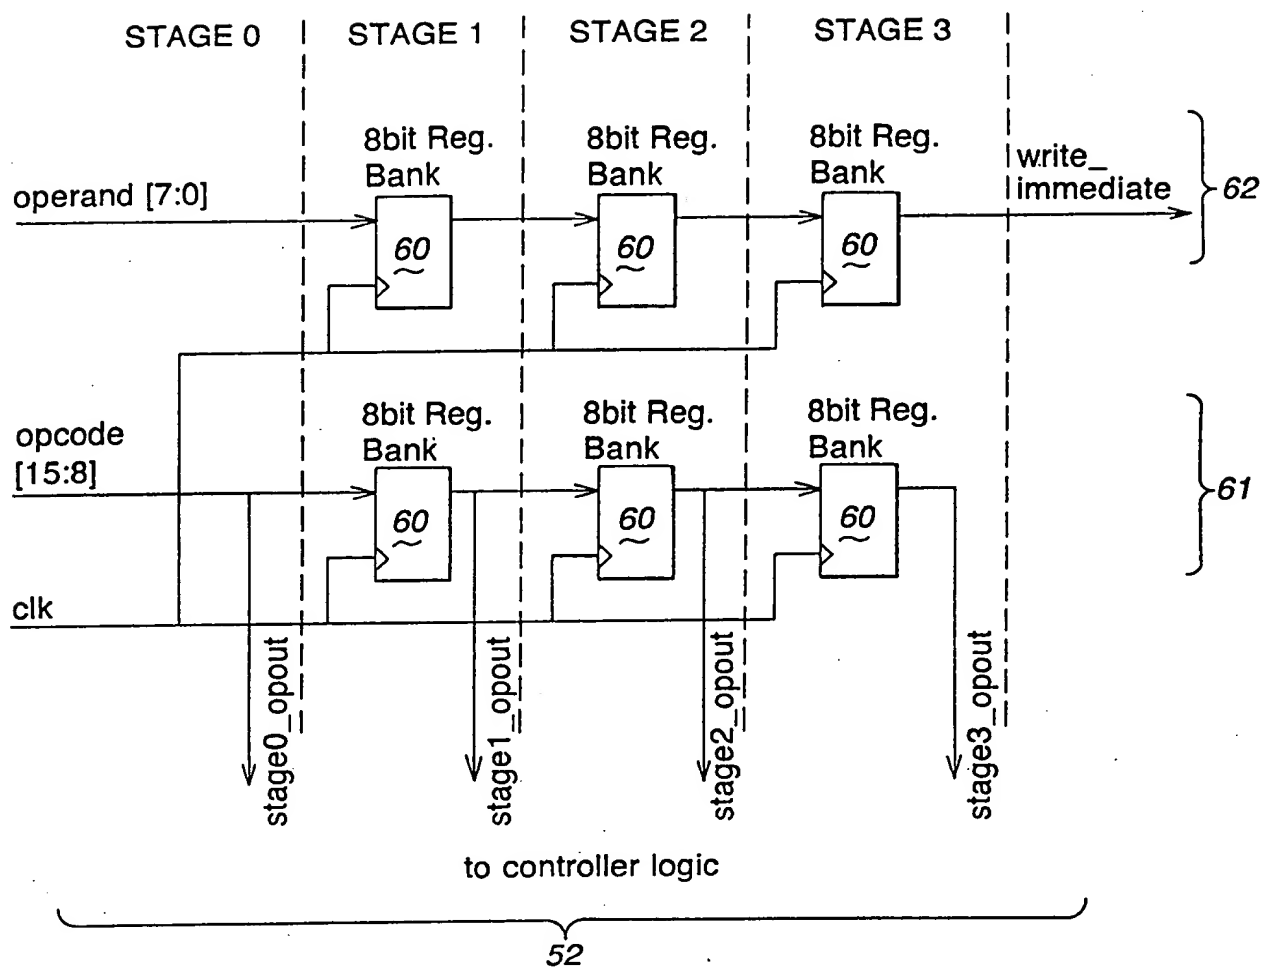 STAGE 0 STAGE 1 STAGE 2 STAGE 3
8bit Reg. Bank
8bit Reg. Bank
8bit Reg. Bank
operand [7:0]
write_
immediate
62
60
60
60
opcode
[15:8]
8bit Reg. Bank
8bit Reg. Bank
8bit Reg. Bank
61
60
60
60
clk
stage0_opout
stage1_opout
stage2_opout
stage3_opout
to controller logic
52